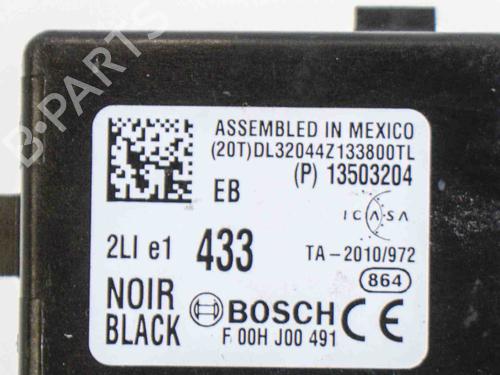 ASSEMBLED IN MEXICO
(20T)DL32044Z133800TL
(P) 13503204
EB
ICASA
2LI e1 433
TA-2010/972
864
NOIR
BLACK
BOSCH CE
F 00H J00 491
B-PARTS